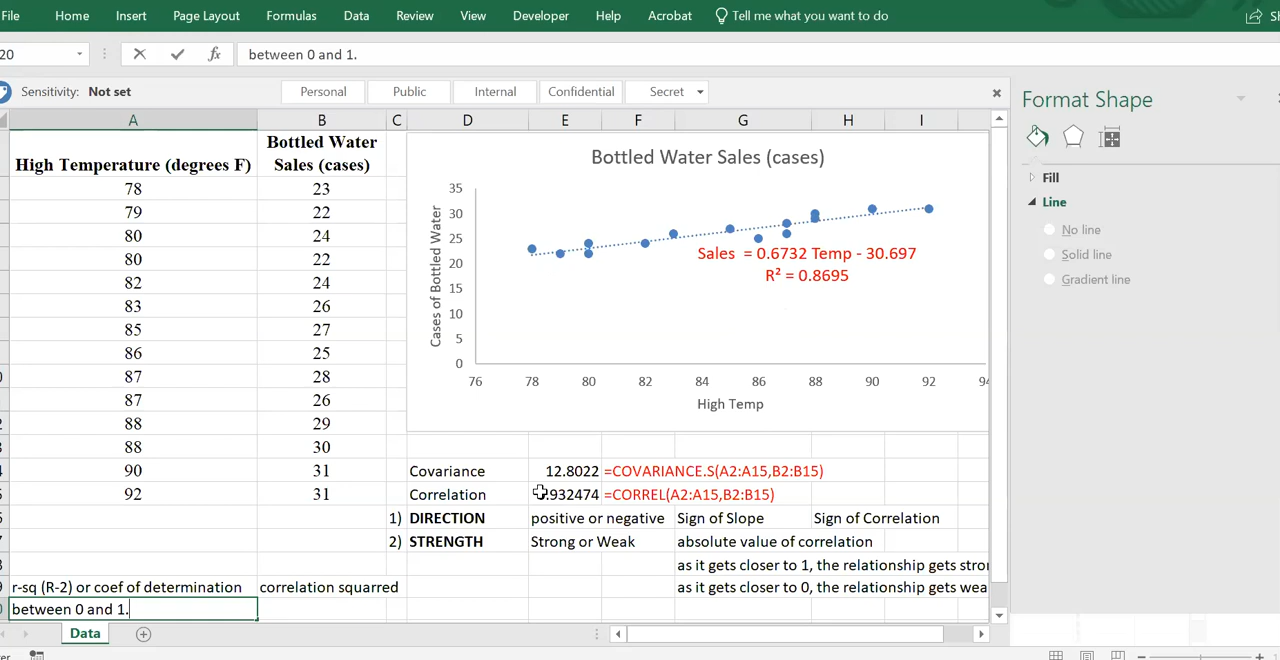 File Home Insert Page Layout Formulas Data Review View Developer Help Acrobat Tell me what you want to do
20 fx between 0 and 1.
Sensitivity: Not set Personal Public Internal Confidential Secret
Format Shape
Fill
Line
No line
Solid line
Gradient line
A B C D E F G H I
High Temperature (degrees F) Bottled Water Sales (cases)
78 23
79 22
80 24
80 22
82 24
83 26
85 27
86 25
87 28
87 26
88 29
88 30
90 31
92 31
Bottled Water Sales (cases)
Cases of Bottled Water
35
30
25
20
15
10
5
0
Sales = 0.6732 Temp - 30.697
R² = 0.8695
76 78 80 82 84 86 88 90 92 94
High Temp
Covariance 12.8022 =COVARIANCE.S(A2:A15,B2:B15)
Correlation .932474 =CORREL(A2:A15,B2:B15)
1) DIRECTION positive or negative Sign of Slope Sign of Correlation
2) STRENGTH Strong or Weak absolute value of correlation
as it gets closer to 1, the relationship gets stron
r-sq (R-2) or coef of determination correlation squarred as it gets closer to 0, the relationship gets wea
between 0 and 1.
Data